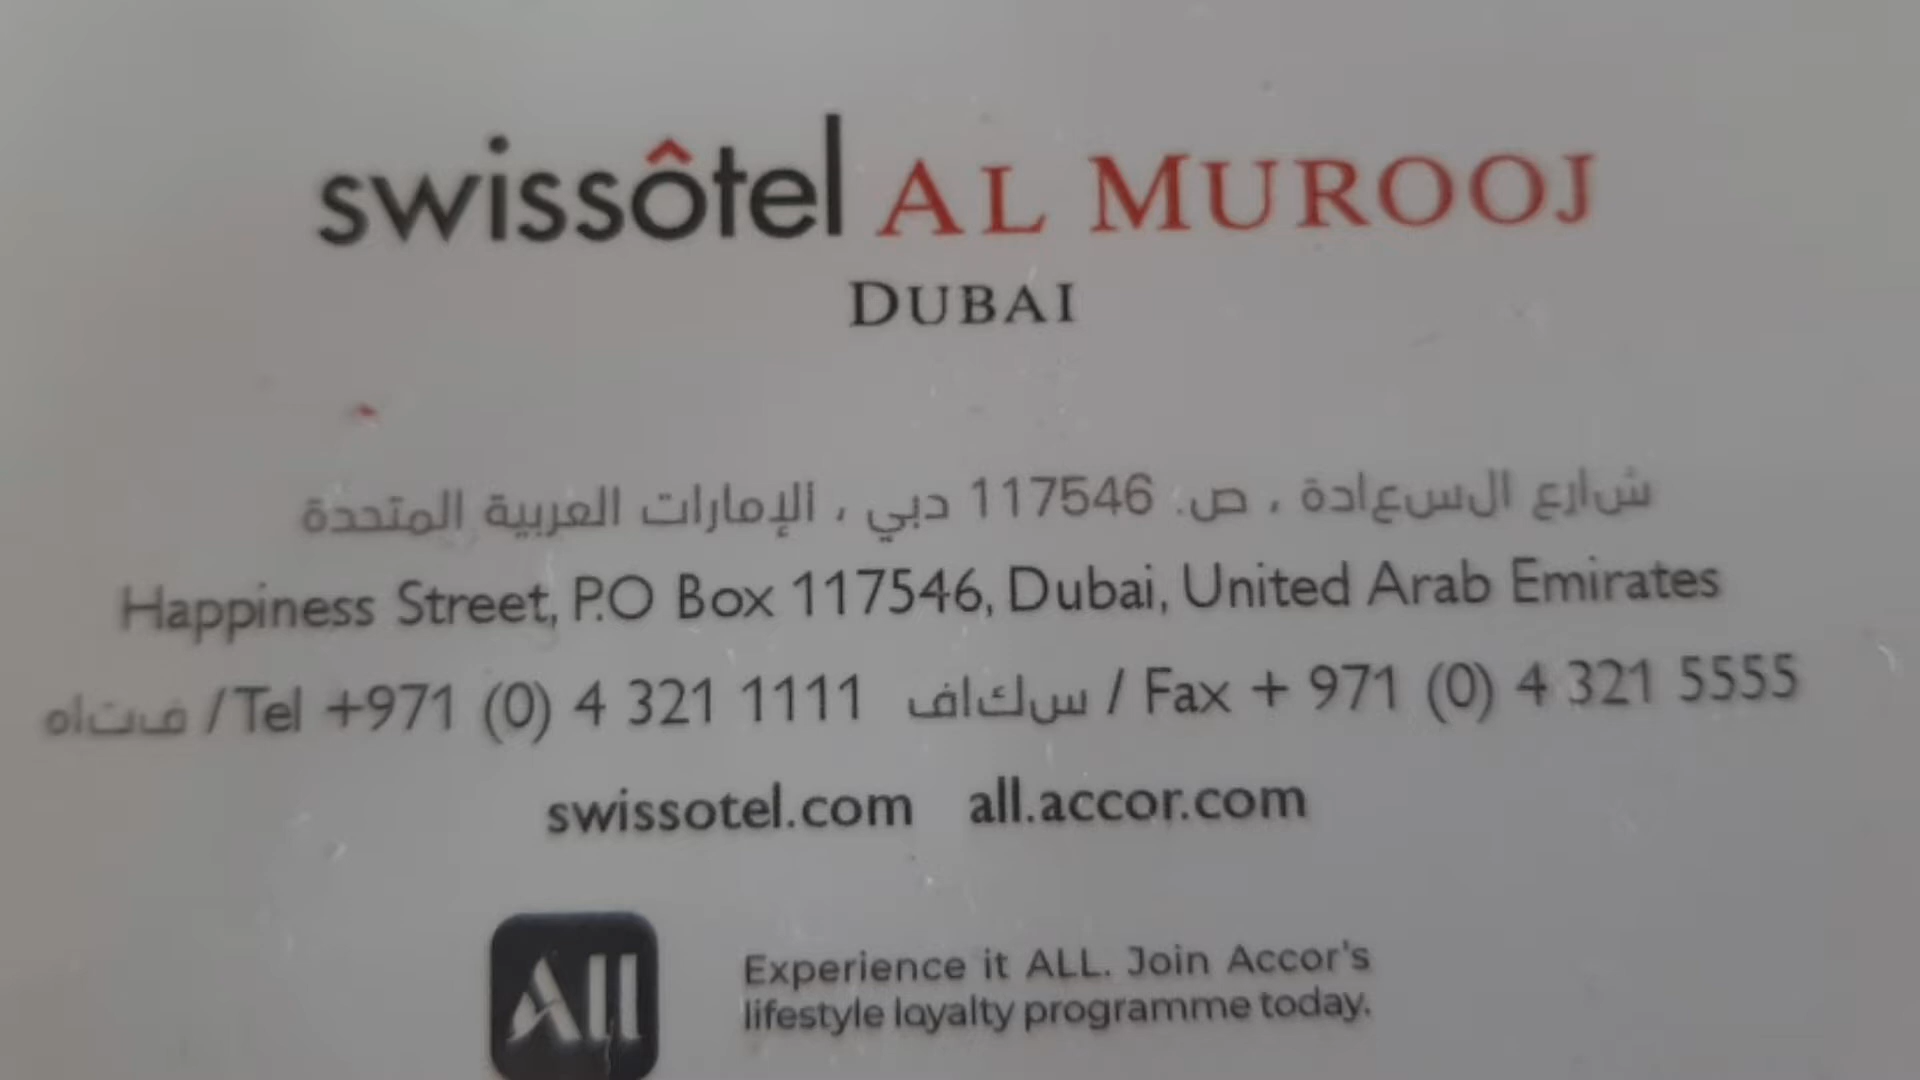 swissôtel AL MUROOJ
DUBAI
شارع السعادة ، ص. 117546 دبي ، الإمارات العربية المتحدة
Happiness Street, P.O Box 117546, Dubai, United Arab Emirates
هاتف / Tel +971 (0) 4 321 1111 فاكس / Fax + 971 (0) 4 321 5555
swissotel.com all.accor.com
All
Experience it ALL. Join Accor's
lifestyle loyalty programme today.